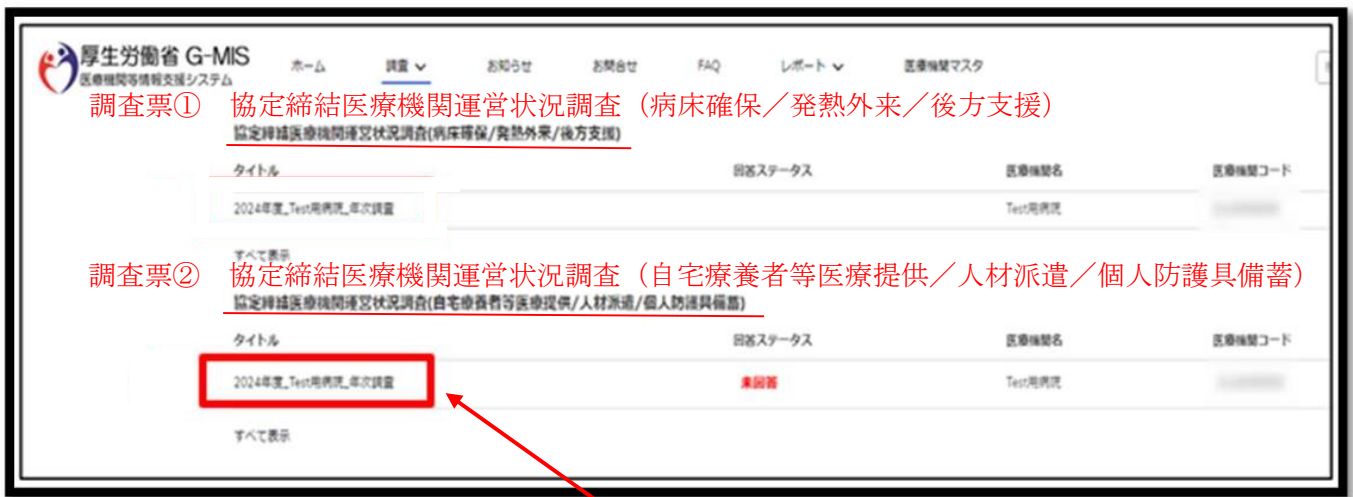 厚生労働省 G-MIS
医療機関等情報支援システム
ホーム 調査 お知らせ お問合せ FAQ レポート 医療機関マスタ
調査票① 協定締結医療機関運営状況調査（病床確保／発熱外来／後方支援）
協定締結医療機関運営状況調査(病床確保/発熱外来/後方支援)
タイトル 回答ステータス 医療機関名 医療機関コード
2024年度_Test用病院_年次調査 Test用病院
すべて表示
調査票② 協定締結医療機関運営状況調査（自宅療養者等医療提供／人材派遣／個人防護具備蓄）
協定締結医療機関運営状況調査(自宅療養者等医療提供/人材派遣/個人防護具備蓄)
タイトル 回答ステータス 医療機関名 医療機関コード
2024年度_Test用病院_年次調査 未回答 Test用病院
すべて表示